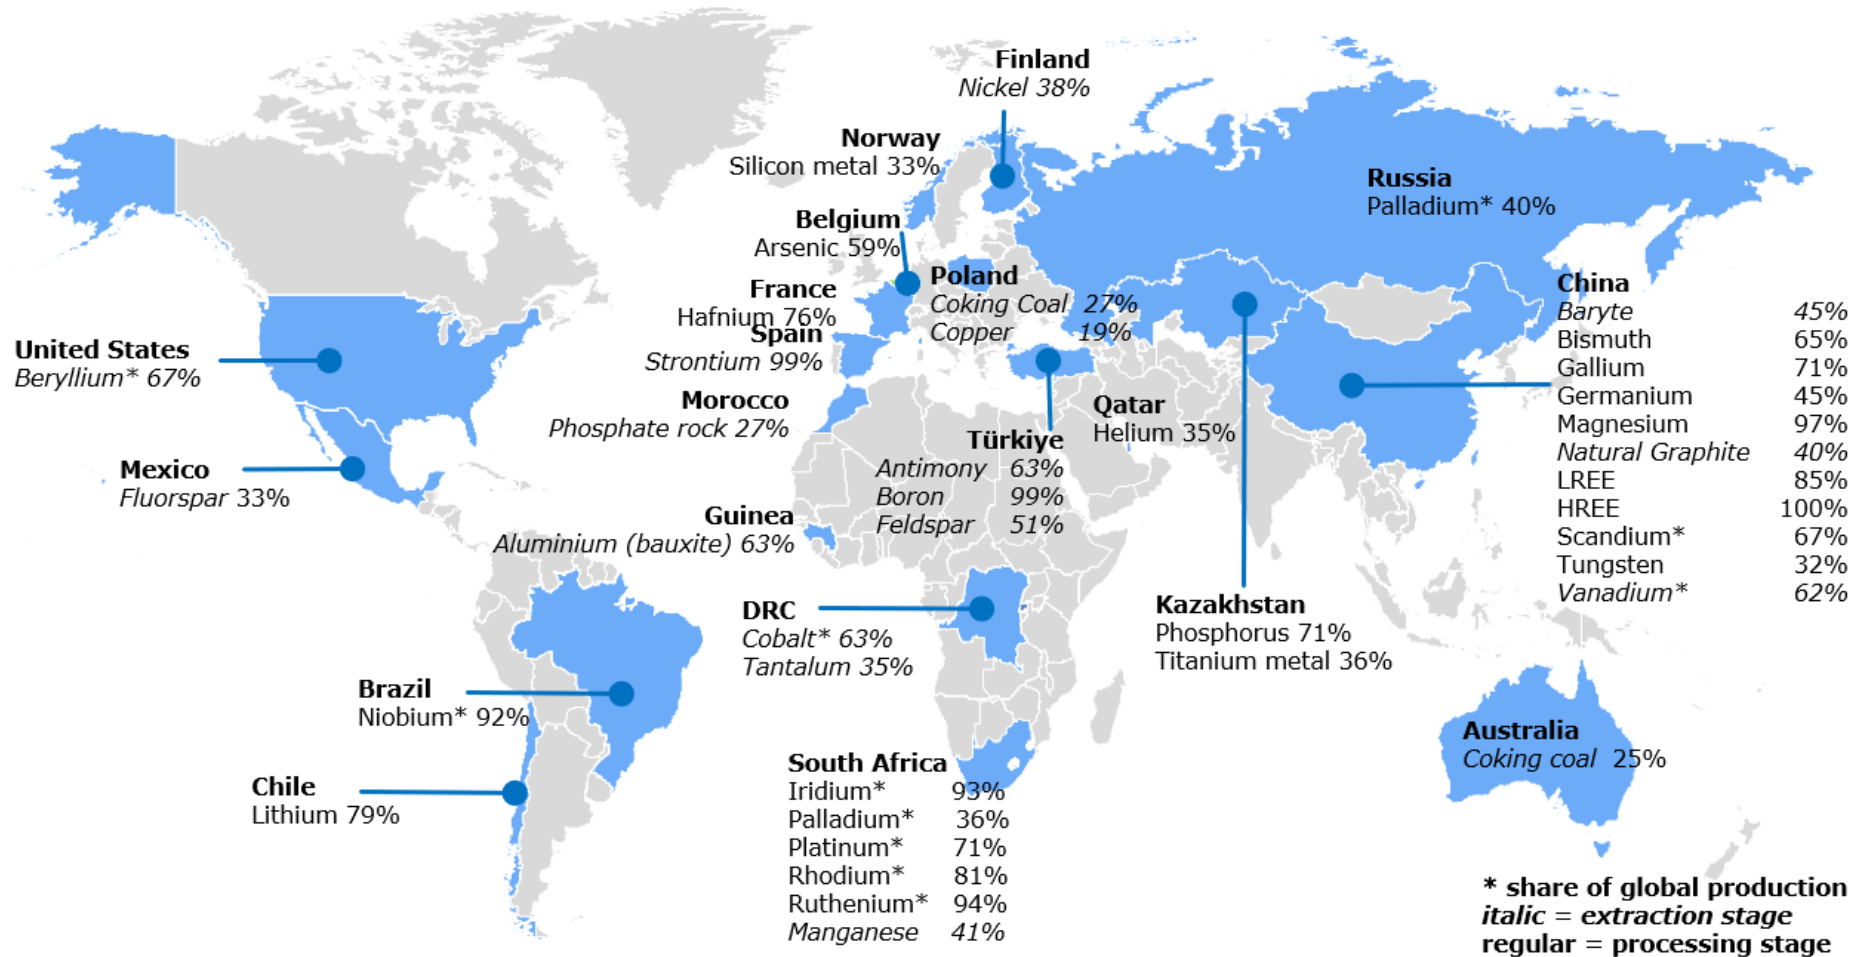 Finland
Nickel 38%
Norway
Silicon metal 33%
Russia
Palladium* 40%
Belgium
Arsenic 59%
Poland
Coking Coal 27%
Copper 19%
France
Hafnium 76%
Spain
Strontium 99%
China
Baryte 45%
Bismuth 65%
Gallium 71%
Germanium 45%
Magnesium 97%
Natural Graphite 40%
LREE 85%
HREE 100%
Scandium* 67%
Tungsten 32%
Vanadium* 62%
United States
Beryllium* 67%
Morocco
Phosphate rock 27%
Qatar
Helium 35%
Türkiye
Antimony 63%
Boron 99%
Feldspar 51%
Mexico
Fluorspar 33%
Guinea
Aluminium (bauxite) 63%
DRC
Cobalt* 63%
Tantalum 35%
Kazakhstan
Phosphorus 71%
Titanium metal 36%
Brazil
Niobium* 92%
Australia
Coking coal 25%
Chile
Lithium 79%
South Africa
Iridium* 93%
Palladium* 36%
Platinum* 71%
Rhodium* 81%
Ruthenium* 94%
Manganese 41%
* share of global production
italic = extraction stage
regular = processing stage